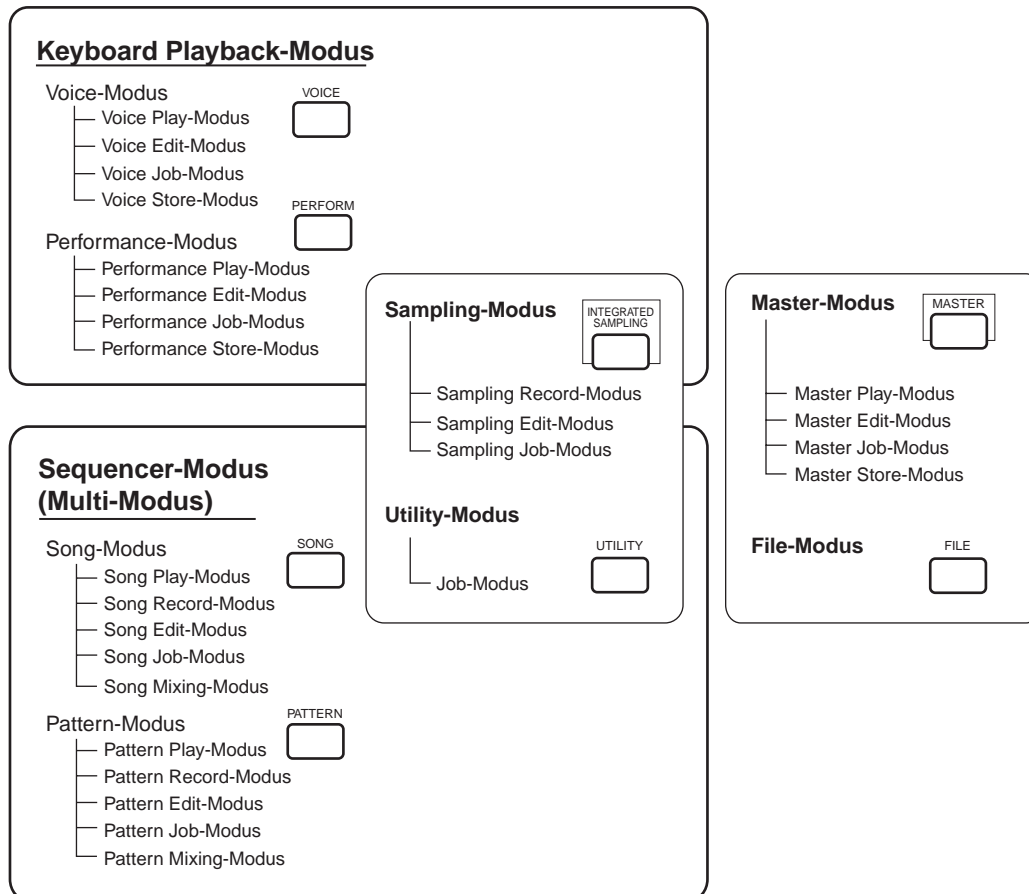 Keyboard Playback-Modus
Voice-Modus
VOICE
Voice Play-Modus
Voice Edit-Modus
Voice Job-Modus
Voice Store-Modus
PERFORM
Performance-Modus
Performance Play-Modus
Performance Edit-Modus
Performance Job-Modus
Performance Store-Modus
Sampling-Modus
INTEGRATED
SAMPLING
Sampling Record-Modus
Sampling Edit-Modus
Sampling Job-Modus
Utility-Modus
UTILITY
Job-Modus
Master-Modus
MASTER
Master Play-Modus
Master Edit-Modus
Master Job-Modus
Master Store-Modus
File-Modus
FILE
Sequencer-Modus
(Multi-Modus)
Song-Modus
SONG
Song Play-Modus
Song Record-Modus
Song Edit-Modus
Song Job-Modus
Song Mixing-Modus
Pattern-Modus
PATTERN
Pattern Play-Modus
Pattern Record-Modus
Pattern Edit-Modus
Pattern Job-Modus
Pattern Mixing-Modus